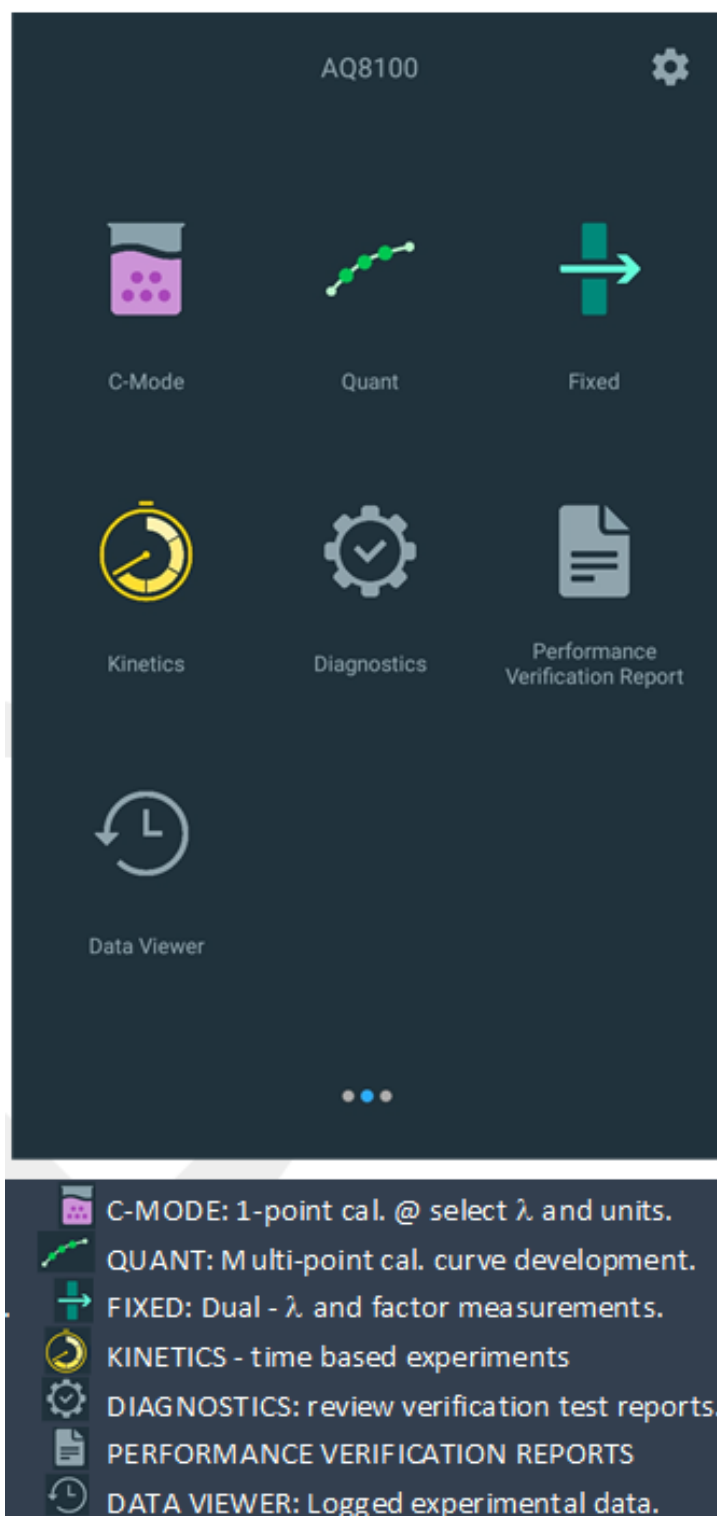 AQ8100
C-Mode
Quant
Fixed
Kinetics
Diagnostics
Performance
Verification Report
Data Viewer
C-MODE: 1-point cal. @ select λ and units.
QUANT: Multi-point cal. curve development.
FIXED: Dual - λ and factor measurements.
KINETICS - time based experiments
DIAGNOSTICS: review verification test reports.
PERFORMANCE VERIFICATION REPORTS
DATA VIEWER: Logged experimental data.